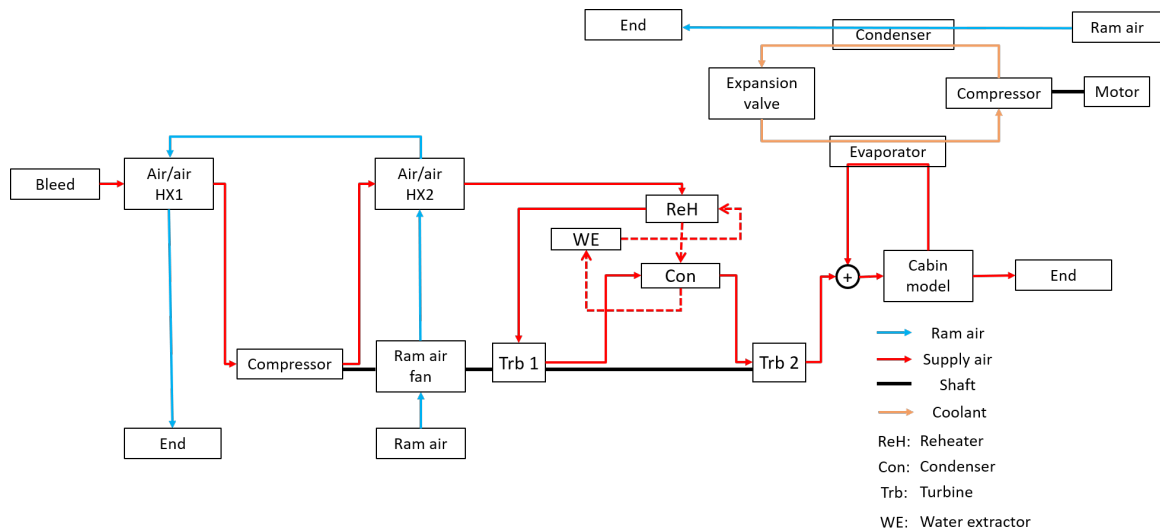 End
Condenser
Ram air
Expansion
valve
Compressor
Motor
Evaporator
Bleed
Air/air
HX1
Air/air
HX2
ReH
WE
Con
+
Cabin
model
End
Compressor
Ram air
fan
Trb 1
Trb 2
End
Ram air
Ram air
Supply air
Shaft
Coolant
ReH: Reheater
Con: Condenser
Trb: Turbine
WE: Water extractor